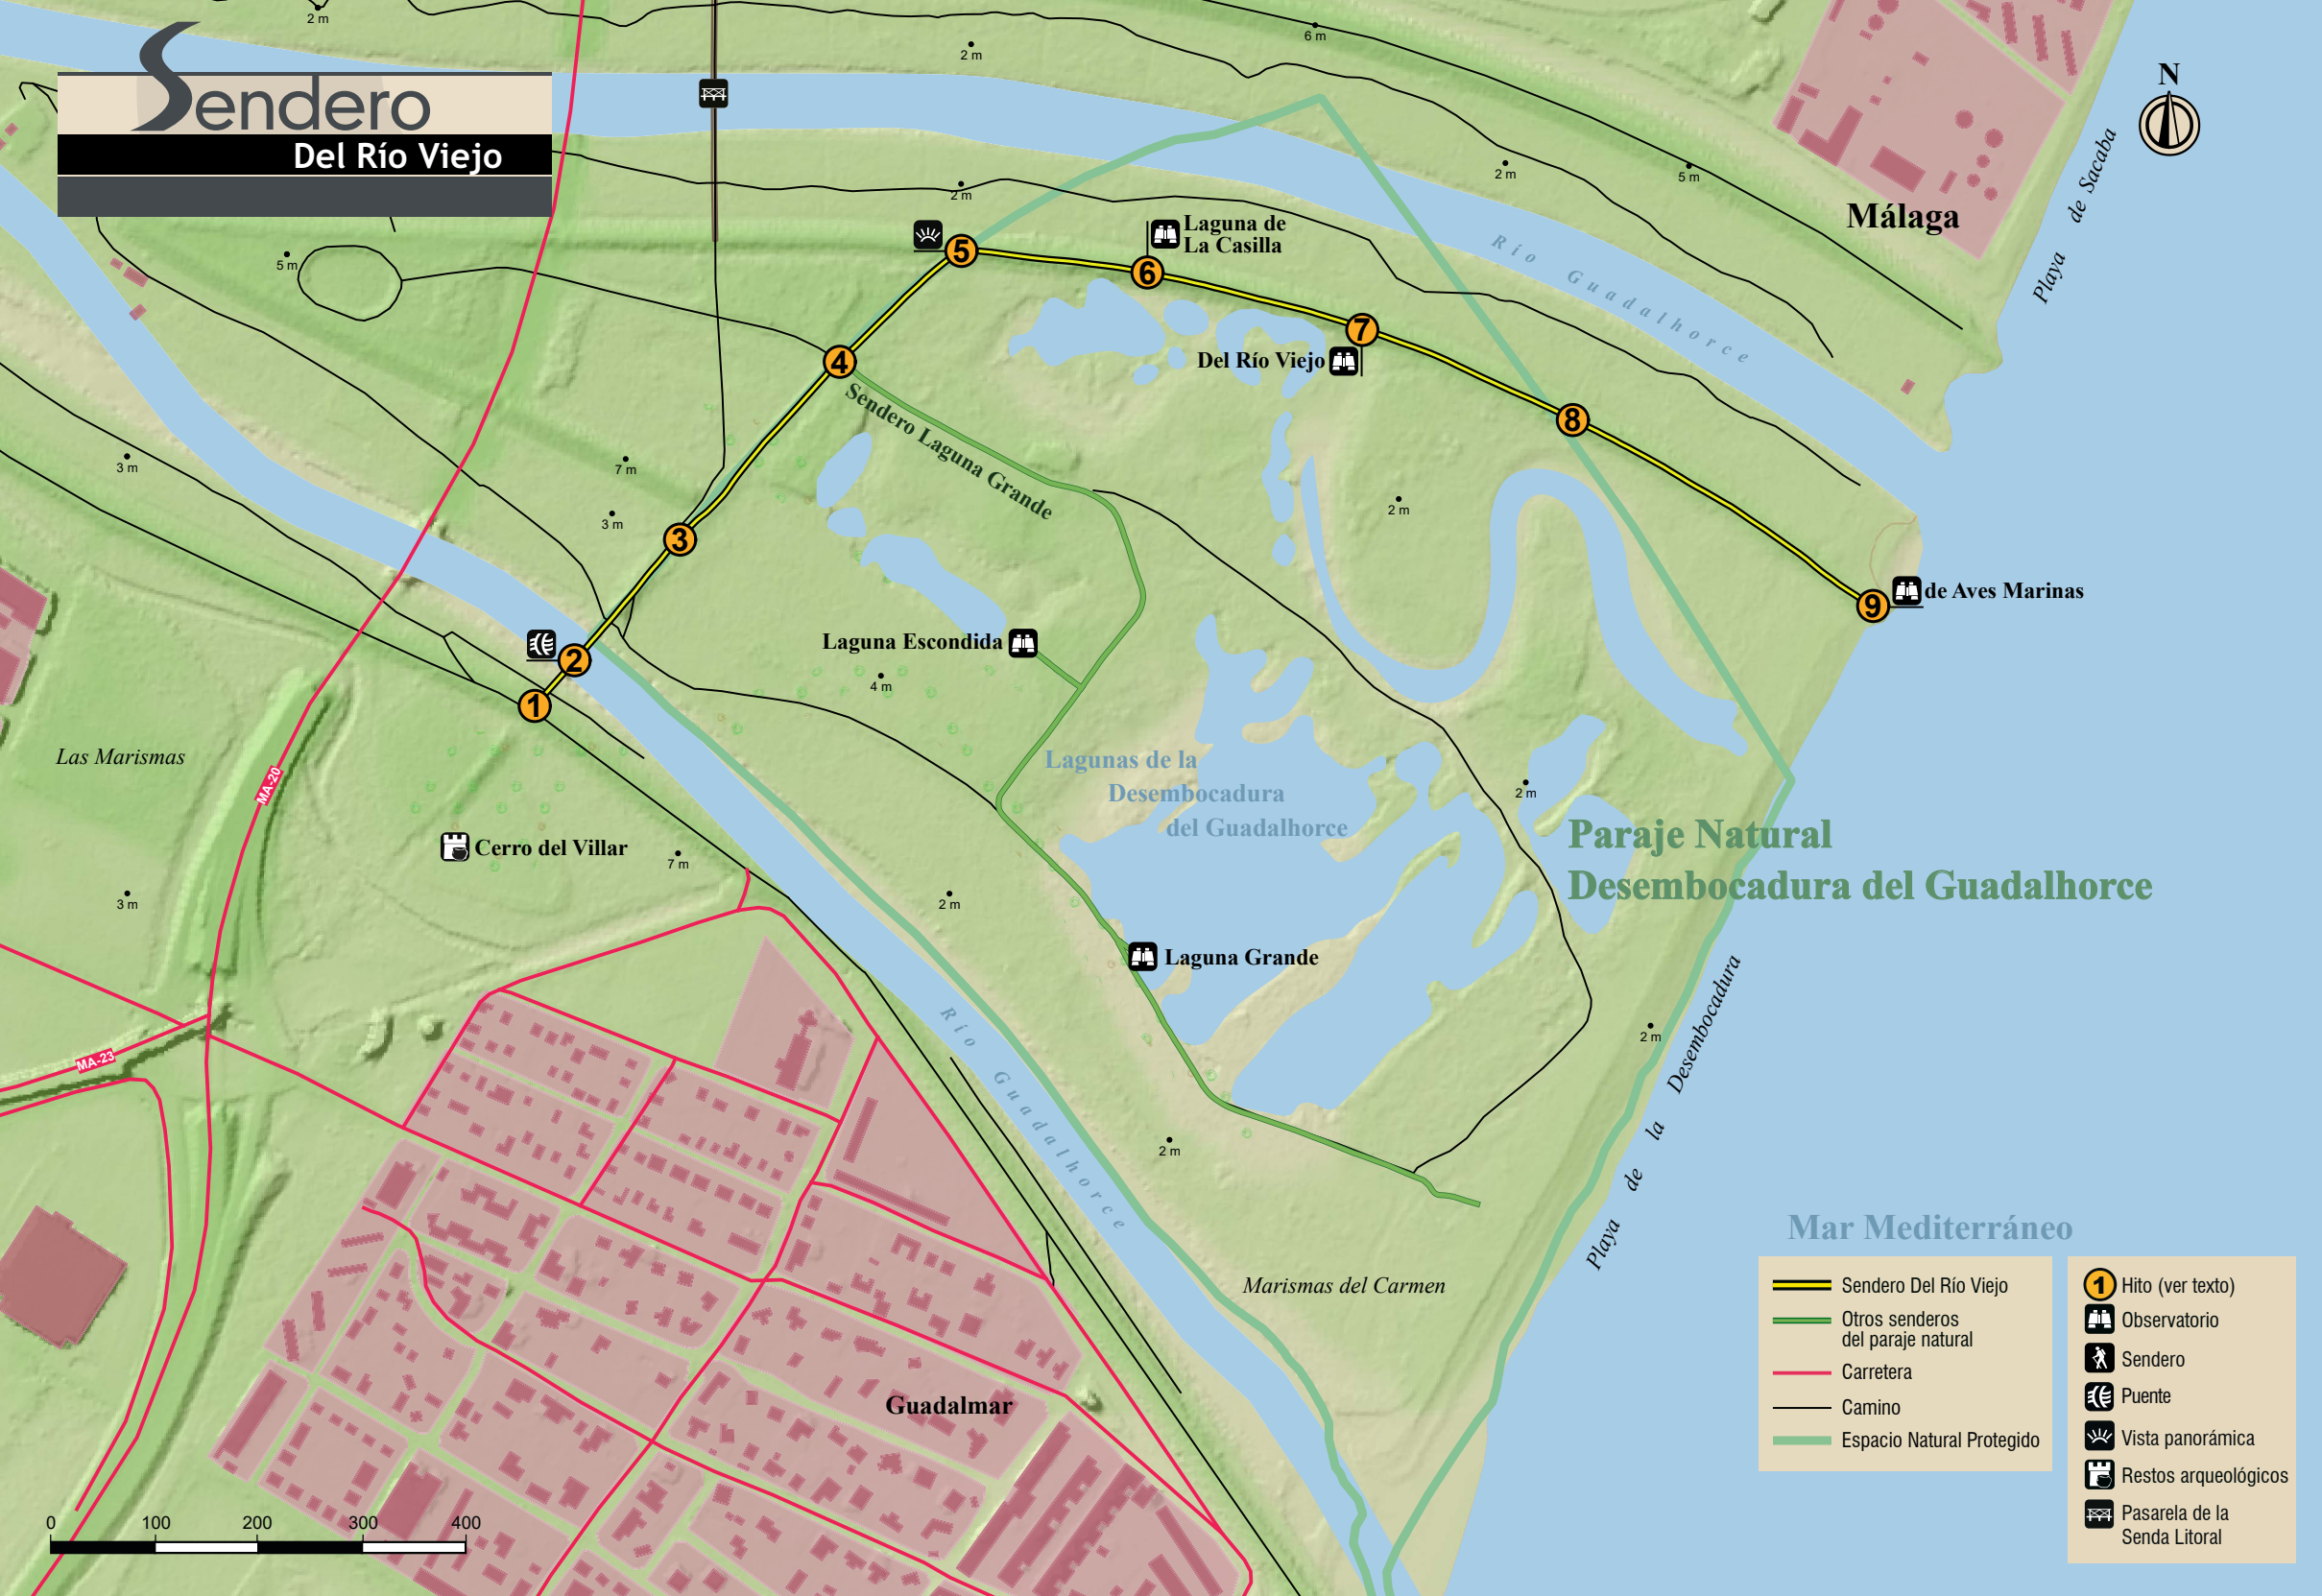 Sendero
Del Río Viejo
2 m
2 m
6 m
N
2 m
5 m
2 m
Playa de Sacaba
Málaga
5 m
5
Laguna de
La Casilla
6
Río Guadalhorce
7
Del Río Viejo
4
Sendero Laguna Grande
8
3 m
7 m
3 m
2 m
3
9
de Aves Marinas
Laguna Escondida
2
4 m
1
Las Marismas
MA-20
Lagunas de la
Desembocadura
del Guadalhorce
2 m
Paraje Natural
Desembocadura del Guadalhorce
Cerro del Villar
7 m
3 m
2 m
Laguna Grande
Río Guadalhorce
Playa de la Desembocadura
2 m
MA-23
2 m
Marismas del Carmen
Guadalmar
Mar Mediterráneo
Sendero Del Río Viejo
Otros senderos
del paraje natural
Carretera
Camino
Espacio Natural Protegido
1 Hito (ver texto)
Observatorio
Sendero
Puente
Vista panorámica
Restos arqueológicos
Pasarela de la
Senda Litoral
0 100 200 300 400